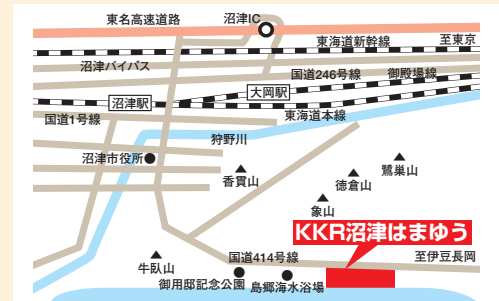 東名高速道路
沼津IC
東海道新幹線
至東京
沼津バイパス
国道246号線
御殿場線
沼津駅
大岡駅
国道1号線
東海道本線
狩野川
沼津市役所
香貫山
徳倉山
鷲巣山
象山
KKR沼津はまゆう
牛臥山
国道414号線
至伊豆長岡
御用邸記念公園
島郷海水浴場